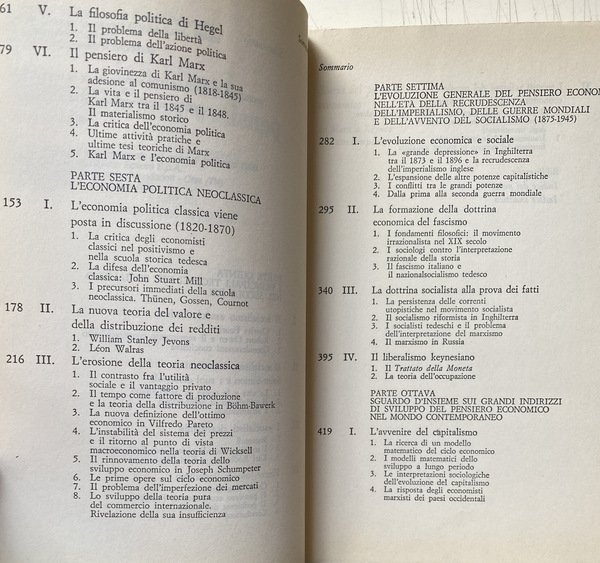 61 V. La filosofia politica di Hegel
1. Il problema della libertà
2. Il problema dell'azione politica
79 VI. Il pensiero di Karl Marx
1. La giovinezza di Karl Marx e la sua
adesione al comunismo (1818-1845)
2. La vita e il pensiero di
Karl Marx tra il 1845 e il 1848.
Il materialismo storico
3. La critica dell'economia politica
4. Ultime attività pratiche e
ultime tesi teoriche di Marx
5. Karl Marx e l'economia politica
PARTE SESTA
L'ECONOMIA POLITICA NEOCLASSICA
153 I. L'economia politica classica viene
posta in discussione (1820-1870)
1. La critica degli economisti
classici nel positivismo e
nella scuola storica tedesca
2. La difesa dell'economia
classica: John Stuart Mill
3. I precursori immediati della scuola
neoclassica. Thünen, Gossen, Cournot
178 II. La nuova teoria del valore e
della distribuzione dei redditi
1. William Stanley Jevons
2. Léon Walras
216 III. L'erosione della teoria neoclassica
1. Il contrasto fra l'utilità
sociale e il vantaggio privato
2. Il tempo come fattore di produzione
e la teoria della distribuzione in Böhm-Bawerk
3. La nuova definizione dell'ottimo
economico in Vilfredo Pareto
4. L'instabilità del sistema dei prezzi
e il ritorno al punto di vista
macroeconomico nella teoria di Wicksell
5. Il rinnovamento della teoria dello
sviluppo economico in Joseph Schumpeter
6. Le prime opere sul ciclo economico
7. Il problema dell'imperfezione dei mercati
8. Lo sviluppo della teoria pura
del commercio internazionale.
Rivelazione della sua insufficienza
Sommario
PARTE SETTIMA
L'EVOLUZIONE GENERALE DEL PENSIERO ECONO
NELL'ETÀ DELLA RECRUDESCENZA
DELL'IMPERIALISMO, DELLE GUERRE MONDIALI
E DELL'AVVENTO DEL SOCIALISMO (1875-1945)
282 I. L'evoluzione economica e sociale
1. La «grande depressione» in Inghilterra
tra il 1873 e il 1896 e la recrudescenza
dell'imperialismo inglese
2. L'espansione delle altre potenze capitalistiche
3. I conflitti tra le grandi potenze
4. Dalla prima alla seconda guerra mondiale
295 II. La formazione della dottrina
economica del fascismo
1. I fondamenti filosofici: il movimento
irrazionalista nel XIX secolo
2. I sociologi contro l'interpretazione
razionale della storia
3. Il fascismo italiano e il
nazionalsocialismo tedesco
340 III. La dottrina socialista alla prova dei fatti
1. La persistenza delle correnti
utopistiche nel movimento socialista
2. Il socialismo riformista in Inghilterra
3. I socialisti tedeschi e il problema
dell'interpretazione del marxismo
4. Il marxismo in Russia
395 IV. Il liberalismo keynesiano
1. Il Trattato della Moneta
2. La teoria dell'occupazione
PARTE OTTAVA
SGUARDO D'INSIEME SUI GRANDI INDIRIZZI
DI SVILUPPO DEL PENSIERO ECONOMICO
NEL MONDO CONTEMPORANEO
419 I. L'avvenire del capitalismo
1. La ricerca di un modello
matematico del ciclo economico
2. I modelli matematici dello
sviluppo a lungo periodo
3. Le interpretazioni sociologiche
dell'evoluzione del capitalismo
4. La risposta degli economisti
marxisti dei paesi occidentali